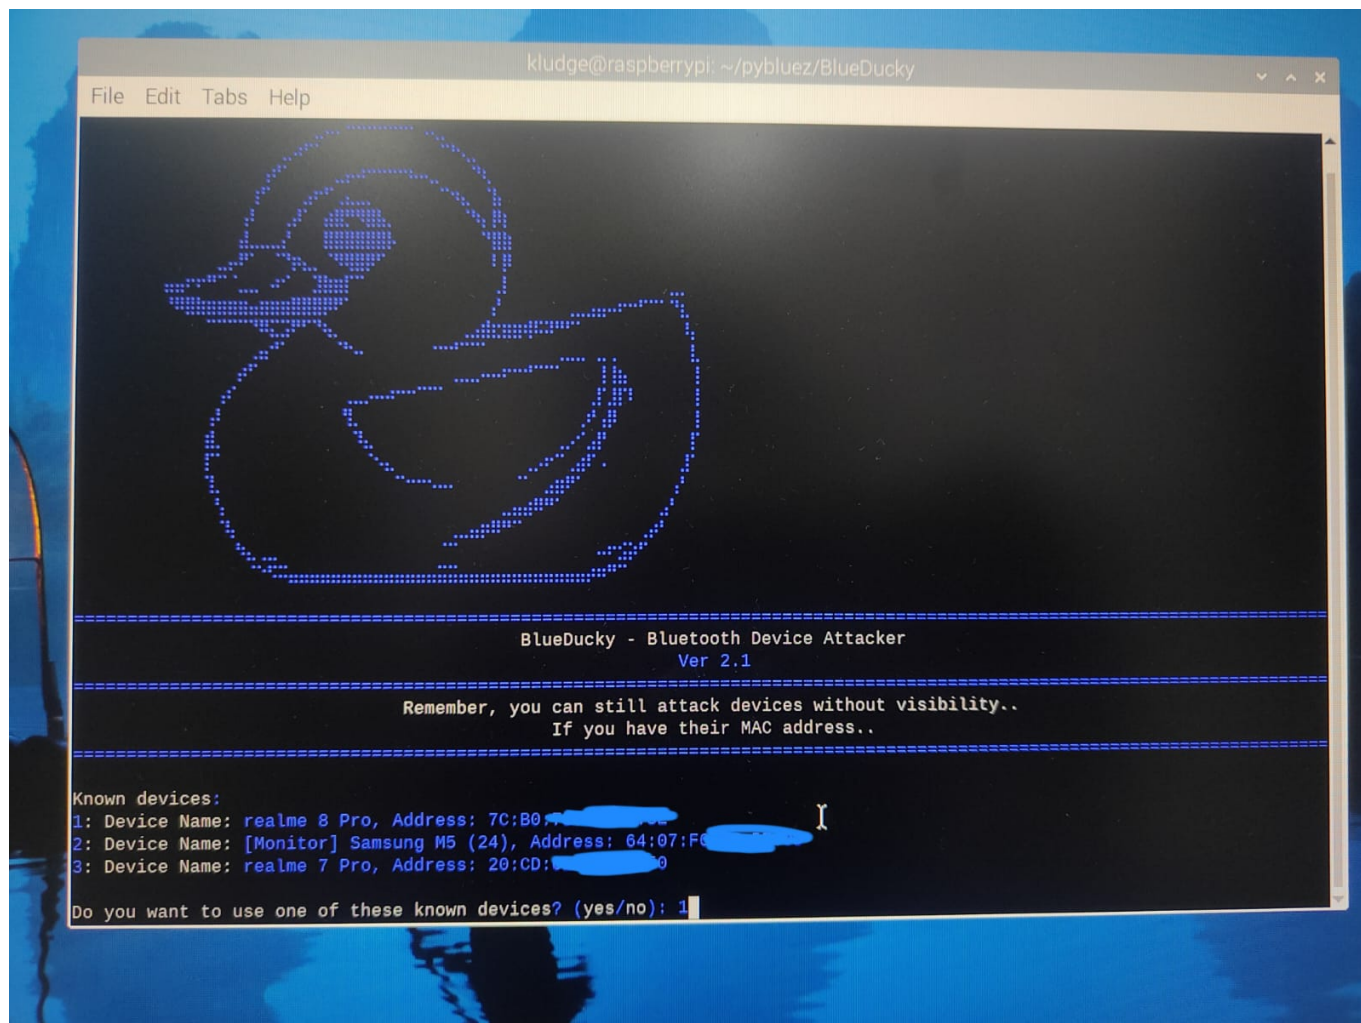 kludge@raspberrypi: ~/pybluez/BlueDucky
File Edit Tabs Help
BlueDucky - Bluetooth Device Attacker
Ver 2.1
Remember, you can still attack devices without visibility..
If you have their MAC address..
Known devices:
1: Device Name: realme 8 Pro, Address: 7C:B0:
2: Device Name: [Monitor] Samsung M5 (24), Address: 64:07:F
3: Device Name: realme 7 Pro, Address: 20:CD:
Do you want to use one of these known devices? (yes/no): 1